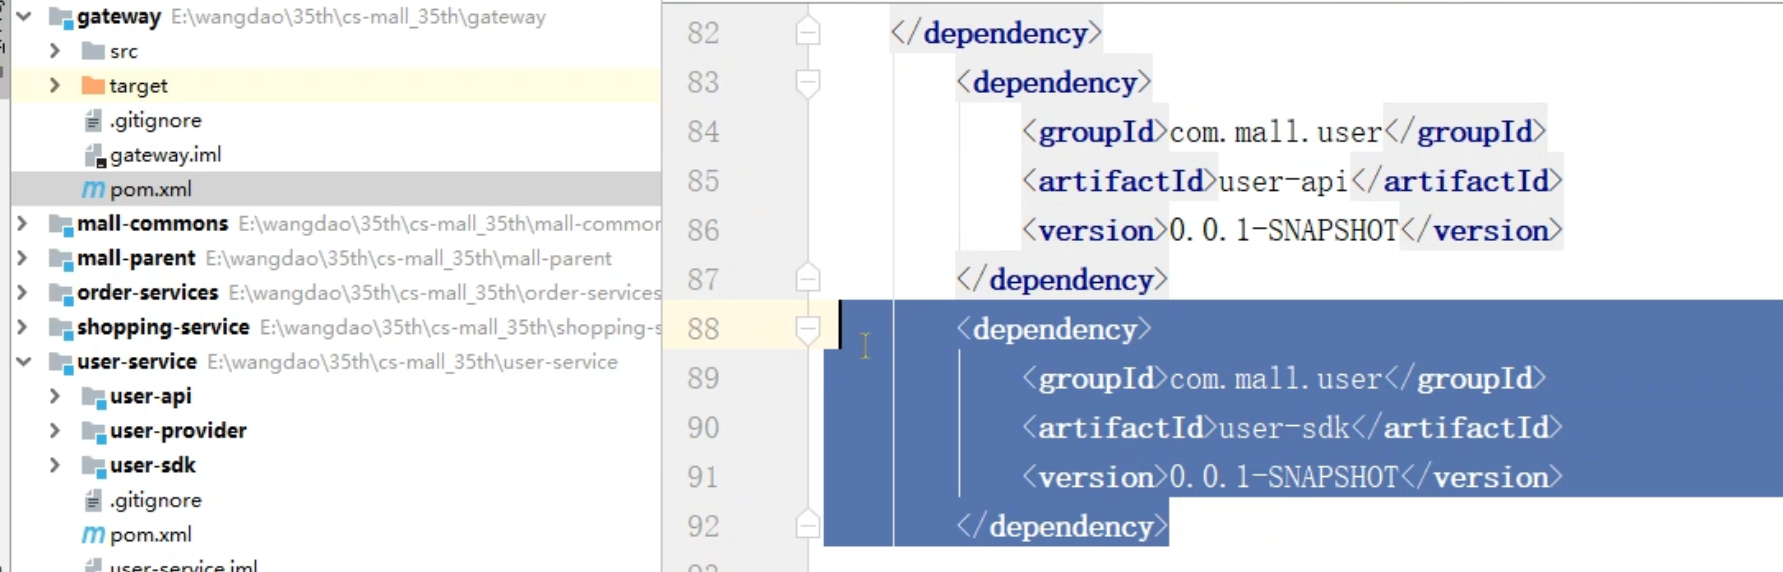 gateway E:\wangdao\35th\cs-mall_35th\gateway
src
target
.gitignore
gateway.iml
pom.xml
mall-commons E:\wangdao\35th\cs-mall_35th\mall-commor
mall-parent E:\wangdao\35th\cs-mall_35th\mall-parent
order-services E:\wangdao\35th\cs-mall_35th\order-services
shopping-service E:\wangdao\35th\cs-mall_35th\shopping-s
user-service E:\wangdao\35th\cs-mall_35th\user-service
user-api
user-provider
user-sdk
.gitignore
pom.xml
user-service.iml
82 </dependency>
83 <dependency>
84 <groupId>com.mall.user</groupId>
85 <artifactId>user-api</artifactId>
86 <version>0.0.1-SNAPSHOT</version>
87 </dependency>
88 <dependency>
89 <groupId>com.mall.user</groupId>
90 <artifactId>user-sdk</artifactId>
91 <version>0.0.1-SNAPSHOT</version>
92 </dependency>